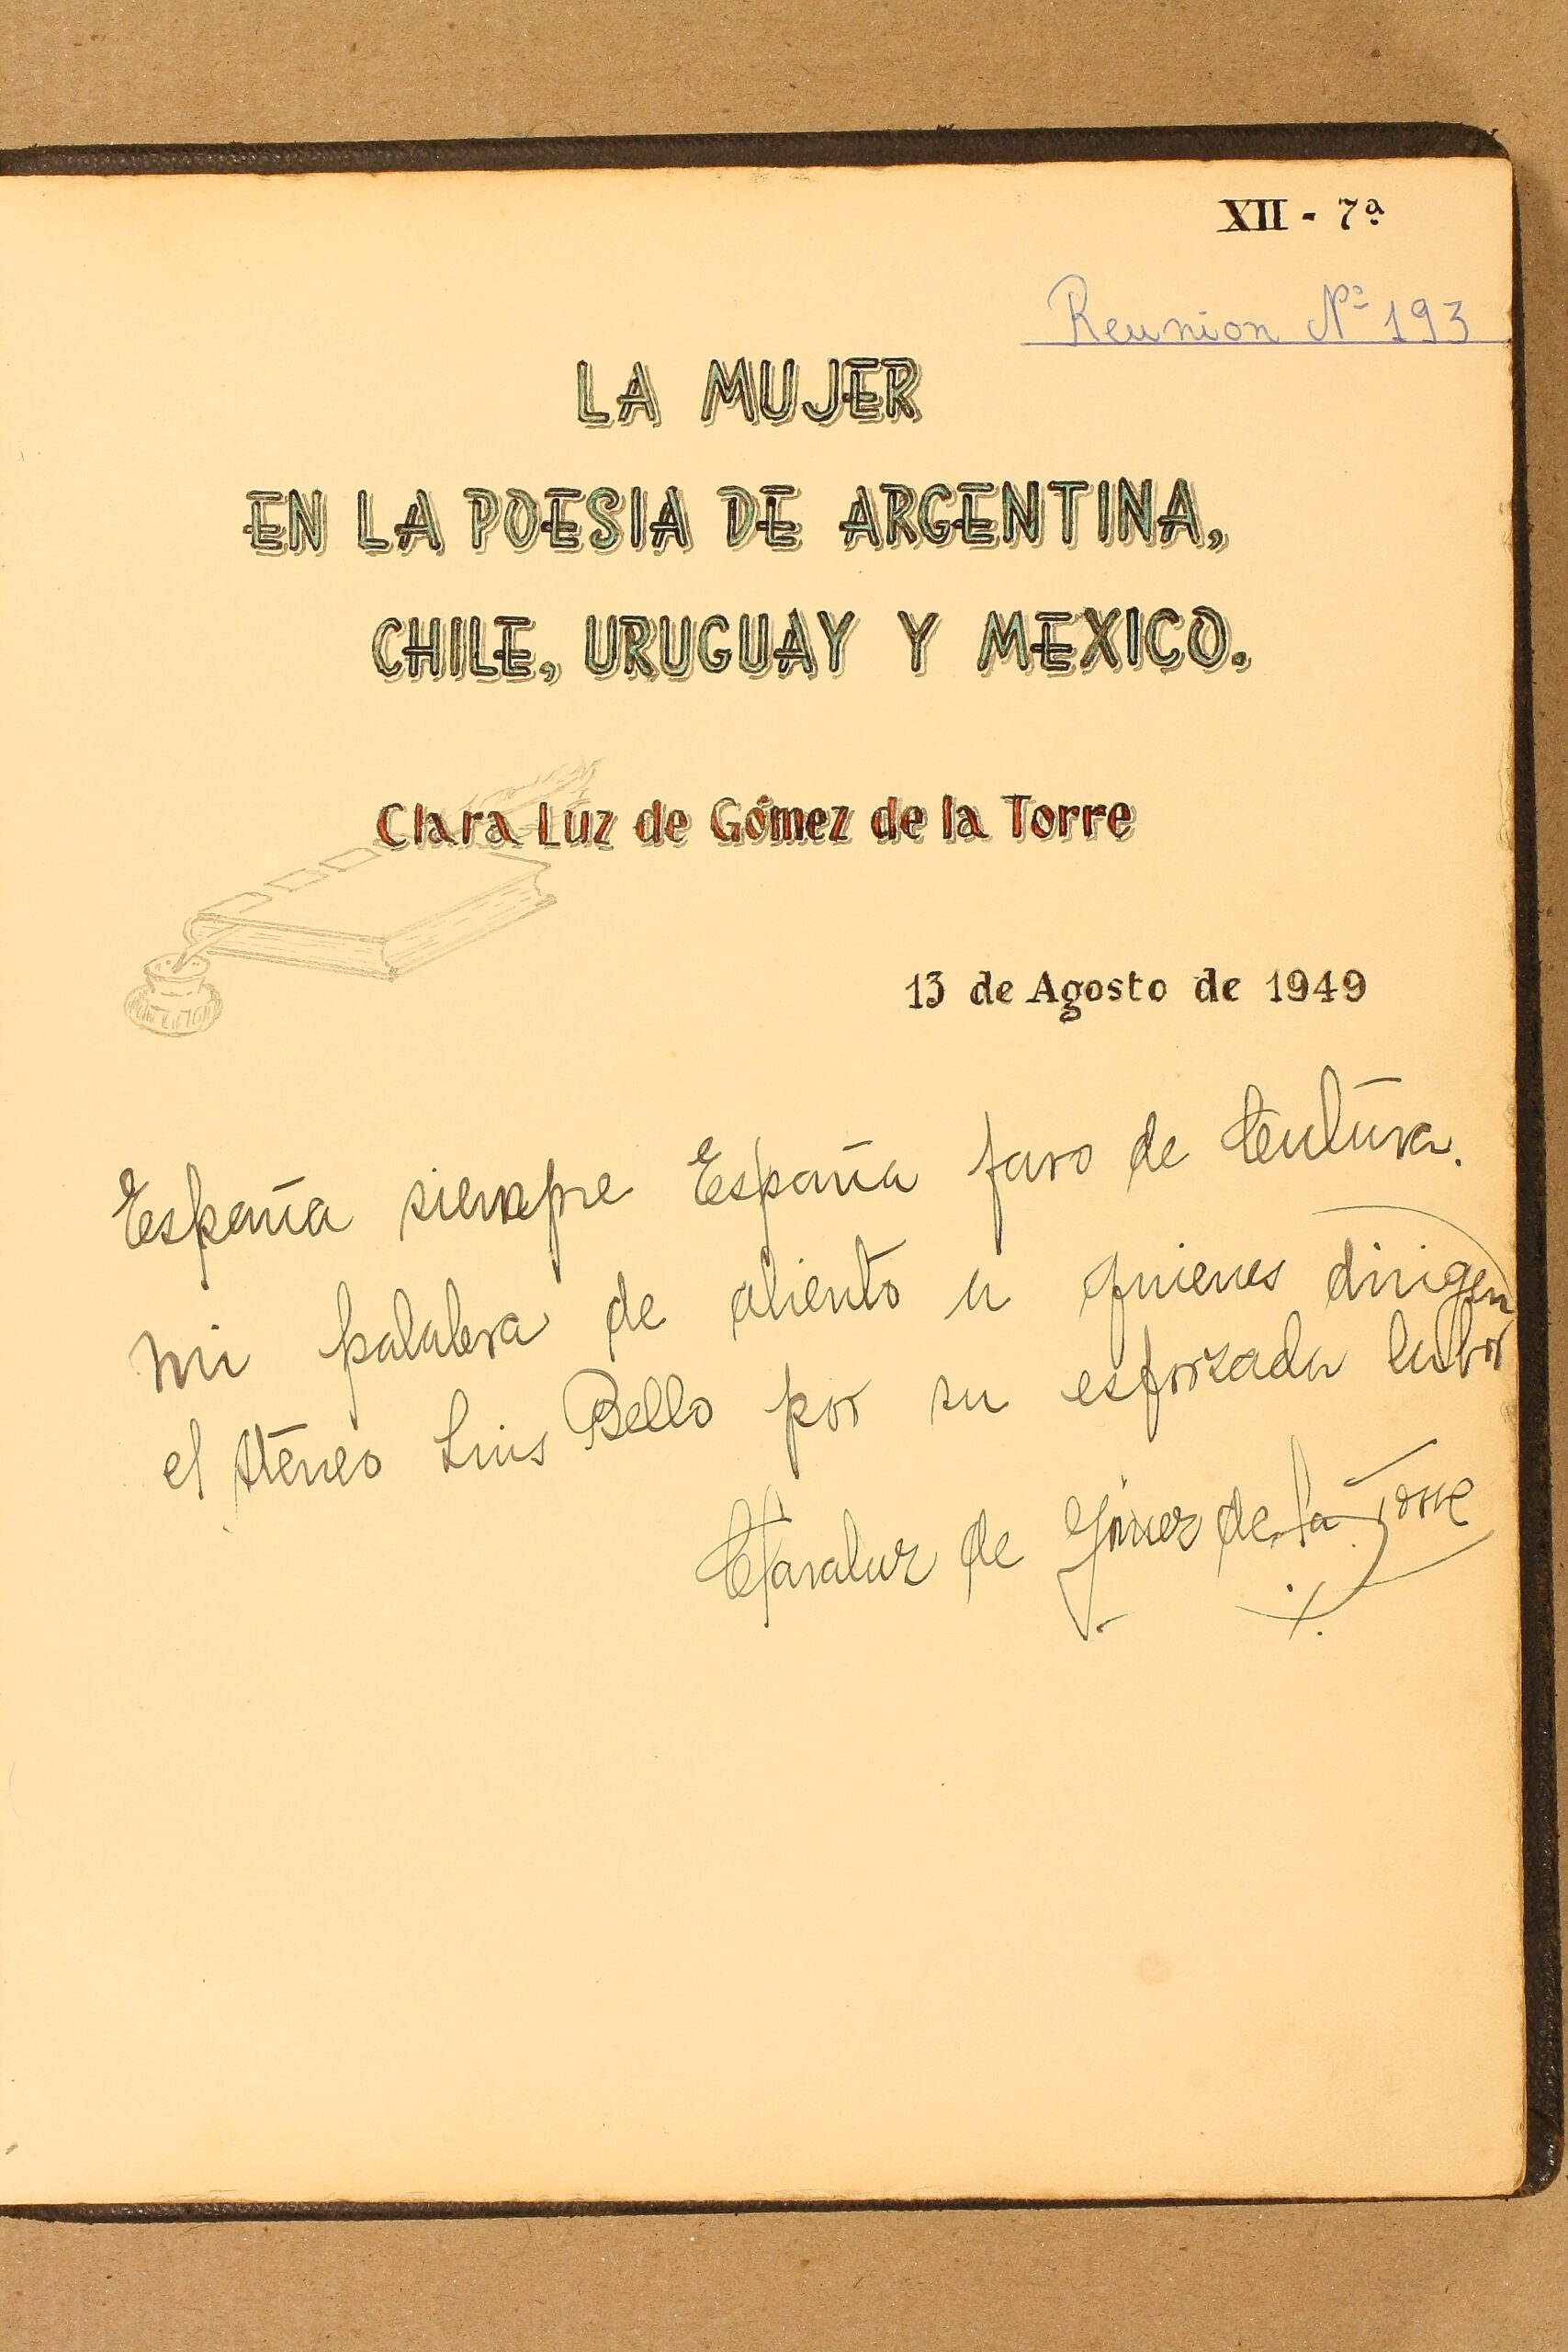 XII - 7ª
Reunion Nº 193
LA MUJER
EN LA POESIA DE ARGENTINA,
CHILE, URUGUAY Y MEXICO.
Clara Luz de Gómez de la Torre
13 de Agosto de 1949
España siempre España faro de Cultura.
Mi palabra de aliento a quienes dirigen
el Ateneo Luis Bello por su esforzada labor
Claraluz de Gómez de la Torre